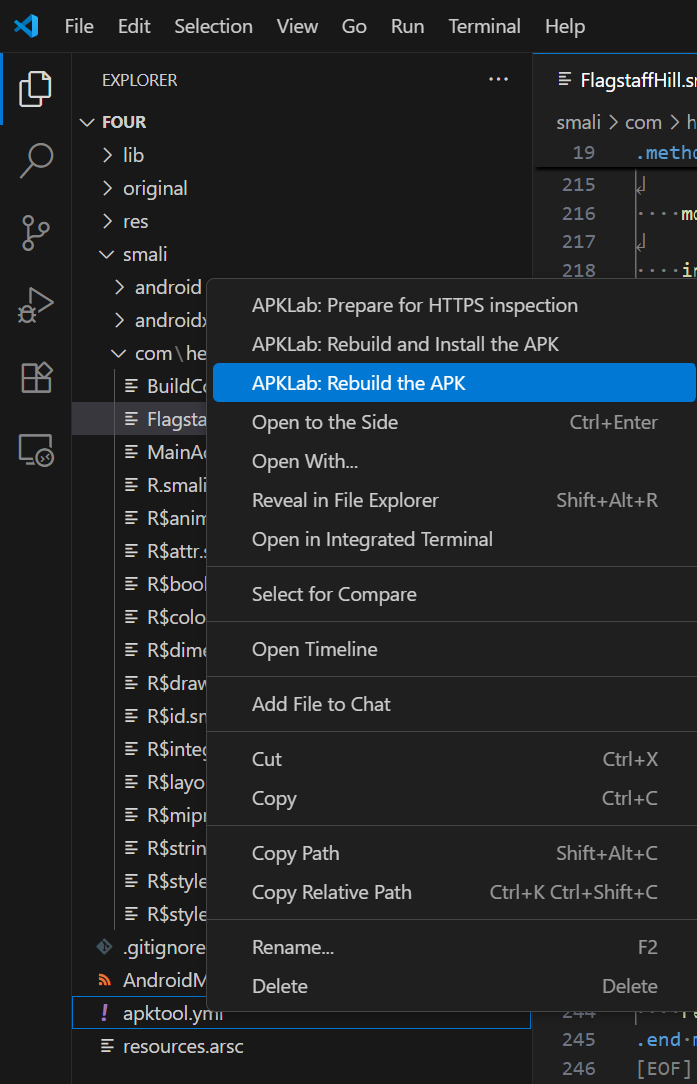 File Edit Selection View Go Run Terminal Help
EXPLORER
FlagstaffHill.s
FOUR
smali > com > h
lib
19 .metho
original
215
res
216 ····mo
smali
217
android
218 ····in
androidx
com\he
BuildCo
Flagsta
MainAc
R.smali
R$anim
R$attr.s
R$bool
R$colo
R$dime
R$draw
R$id.sm
R$integ
R$layo
R$mipr
R$strin
R$style
R$style
.gitignore
AndroidM
apktool.yml
resources.arsc
APKLab: Prepare for HTTPS inspection
APKLab: Rebuild and Install the APK
APKLab: Rebuild the APK
Open to the Side Ctrl+Enter
Open With...
Reveal in File Explorer Shift+Alt+R
Open in Integrated Terminal
Select for Compare
Open Timeline
Add File to Chat
Cut Ctrl+X
Copy Ctrl+C
Copy Path Shift+Alt+C
Copy Relative Path Ctrl+K Ctrl+Shift+C
Rename... F2
Delete Delete
244
245 .end·m
246 [EOF]